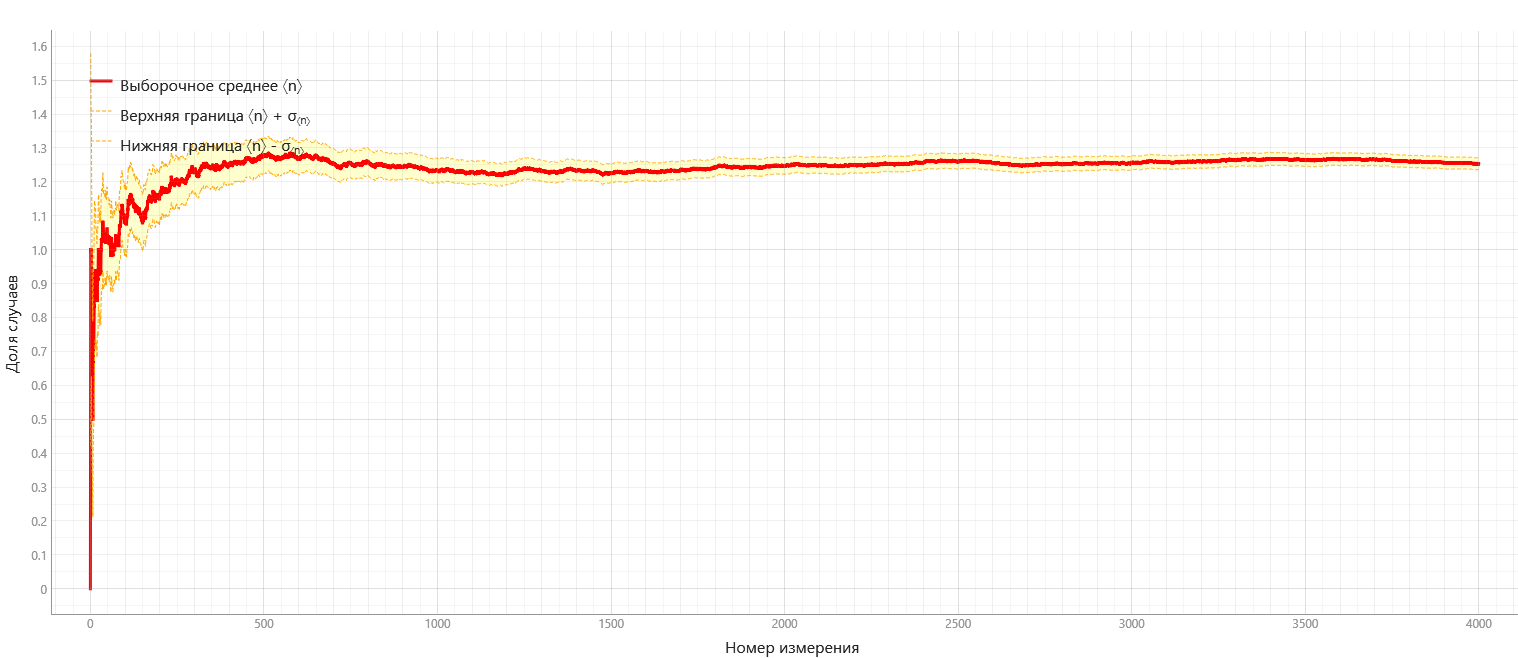 1.6
1.5
1.4
1.3
1.2
1.1
1.0
0.9
0.8
0.7
0.6
0.5
0.4
0.3
0.2
0.1
0
Доля случаев
Выборочное среднее ⟨n⟩
Верхняя граница ⟨n⟩ + σ⟨n⟩
Нижняя граница ⟨n⟩ - σ⟨n⟩
0 500 1000 1500 2000 2500 3000 3500 4000
Номер измерения